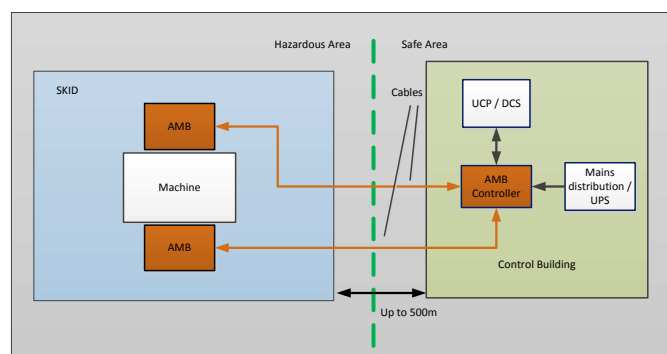 Hazardous Area
Safe Area
SKID
Cables
AMB
UCP / DCS
Machine
AMB
Controller
Mains
distribution /
UPS
AMB
Control Building
Up to 500m